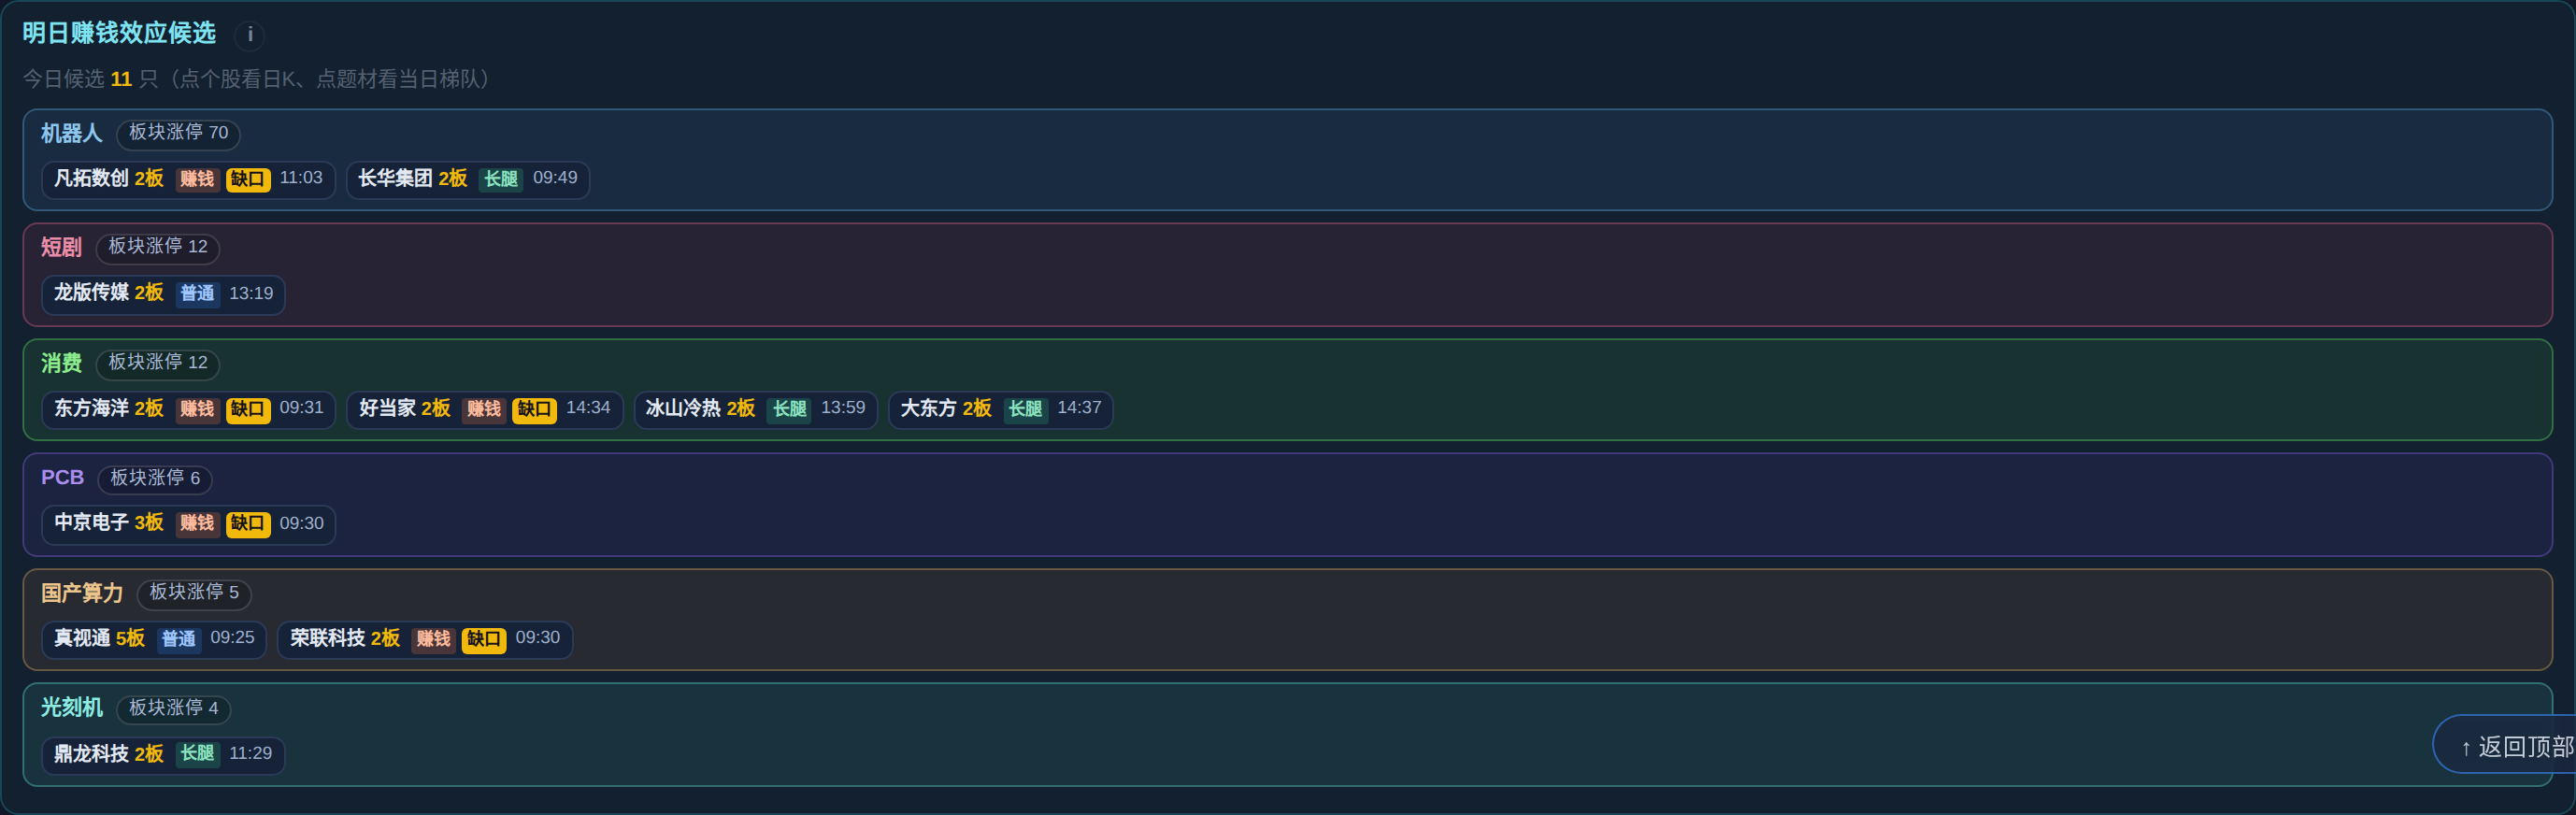 明日赚钱效应候选 i
今日候选 11 只（点个股看日K、点题材看当日梯队）
机器人 板块涨停 70
凡拓数创 2板 赚钱 缺口 11:03 长华集团 2板 长腿 09:49
短剧 板块涨停 12
龙版传媒 2板 普通 13:19
消费 板块涨停 12
东方海洋 2板 赚钱 缺口 09:31 好当家 2板 赚钱 缺口 14:34 冰山冷热 2板 长腿 13:59 大东方 2板 长腿 14:37
PCB 板块涨停 6
中京电子 3板 赚钱 缺口 09:30
国产算力 板块涨停 5
真视通 5板 普通 09:25 荣联科技 2板 赚钱 缺口 09:30
光刻机 板块涨停 4
鼎龙科技 2板 长腿 11:29
↑ 返回顶部